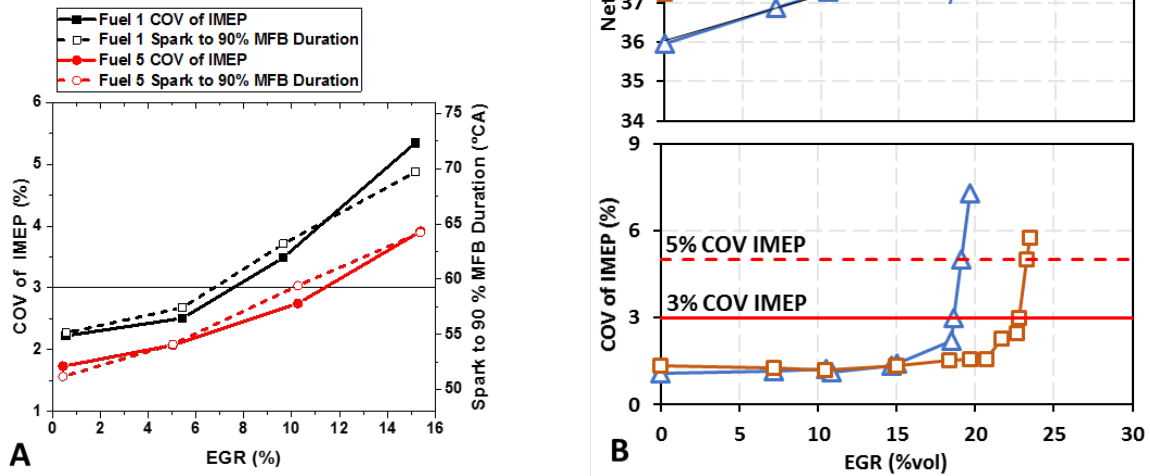 Fuel 1 COV of IMEP
Fuel 1 Spark to 90% MFB Duration
Fuel 5 COV of IMEP
Fuel 5 Spark to 90% MFB Duration
6
5
4
3
2
1
COV of IMEP (%)
75
70
65
60
55
50
Spark to 90 % MFB Duration (°CA)
0 2 4 6 8 10 12 14 16
EGR (%)
A
Net
37
36
35
34
9
6
3
0
COV of IMEP (%)
5% COV IMEP
3% COV IMEP
0 5 10 15 20 25 30
EGR (%vol)
B